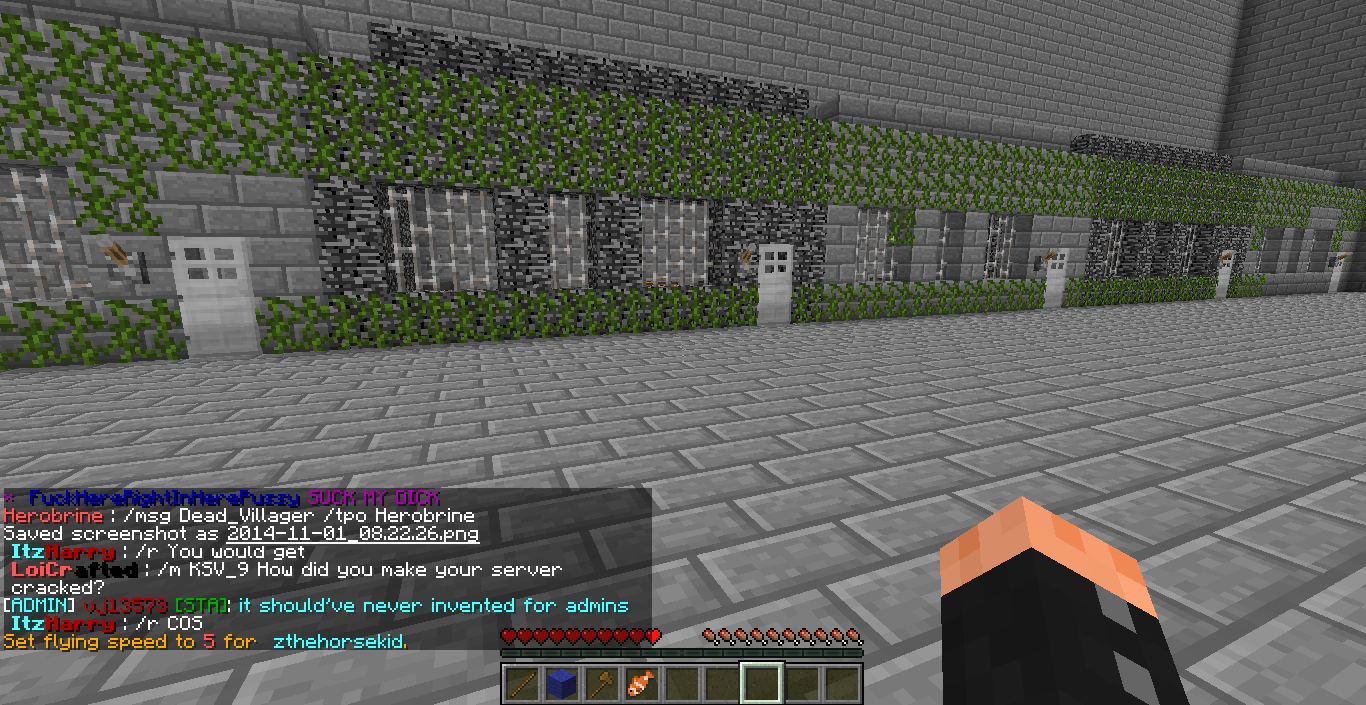 * FuckHereRightInHerePussy SUCK MY DICK
Herobrine : /msg Dead_Villager /tpo Herobrine
Saved screenshot as 2014-11-01_08.22.26.png
ItzHarry : /r You would get
LoiCrafted : /m KSV_9 How did you make your server
cracked?
[ADMIN] vj13573 [STA]: it should've never invented for admins
ItzHarry : /r COS
Set flying speed to 5 for zthehorsekid.